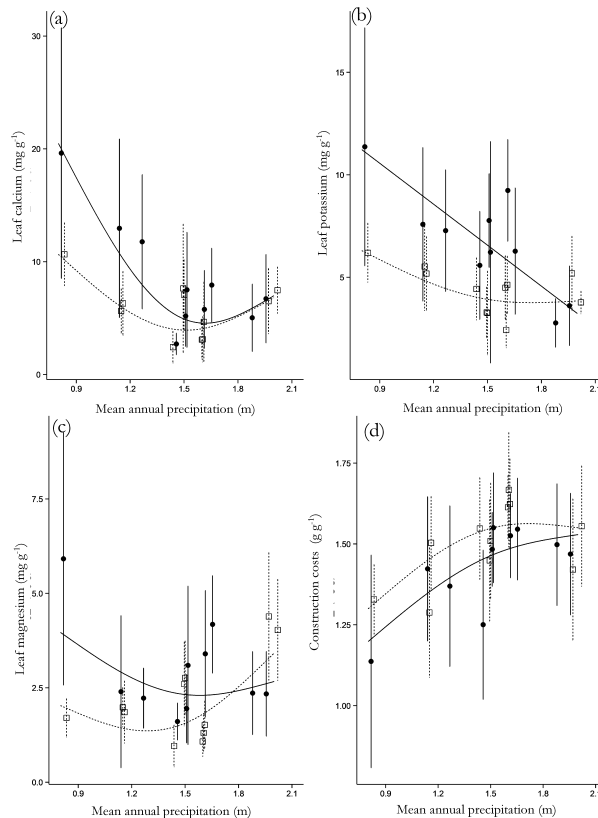 (a)
30
20
10
0
Leaf calcium (mg g-1)
0.9 1.2 1.5 1.8 2.1
Mean annual precipitation (m)
(b)
15
10
5
Leaf potassium (mg g-1)
0.9 1.2 1.5 1.8 2.1
Mean annual precipitation (m)
(c)
7.5
5.0
2.5
0.0
Leaf magnesium (mg g-1)
0.9 1.2 1.5 1.8 2.1
Mean annual precipitation (m)
(d)
1.75
1.50
1.25
1.00
Construction costs (g g-1)
0.9 1.2 1.5 1.8 2.1
Mean annual precipitation (m)